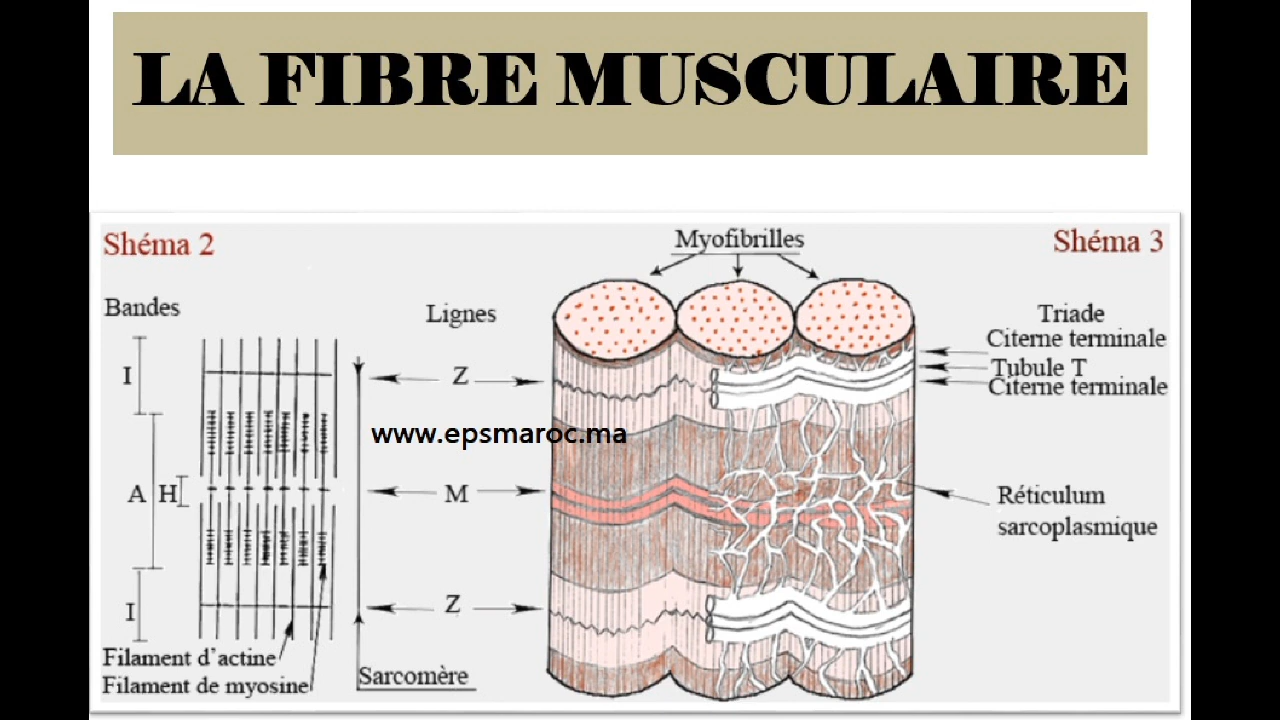 LA FIBRE MUSCULAIRE
Shéma 2
Myofibrilles
Shéma 3
Bandes
Lignes
Triade
Citerne terminale
Tubule T
Citerne terminale
I
Z
www.epsmaroc.ma
A H
M
Réticulum
sarcoplasmique
I
Z
Filament d'actine
Filament de myosine
Sarcomère